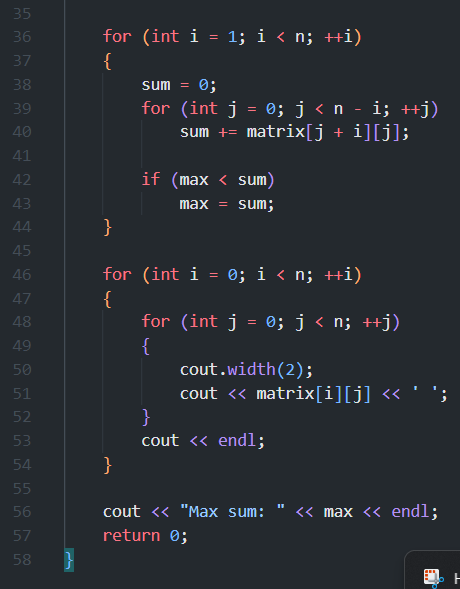 35
36 for (int i = 1; i < n; ++i)
37 {
38 sum = 0;
39 for (int j = 0; j < n - i; ++j)
40 sum += matrix[j + i][j];
41
42 if (max < sum)
43 max = sum;
44 }
45
46 for (int i = 0; i < n; ++i)
47 {
48 for (int j = 0; j < n; ++j)
49 {
50 cout.width(2);
51 cout << matrix[i][j] << ' ';
52 }
53 cout << endl;
54 }
55
56 cout << "Max sum: " << max << endl;
57 return 0;
58 }